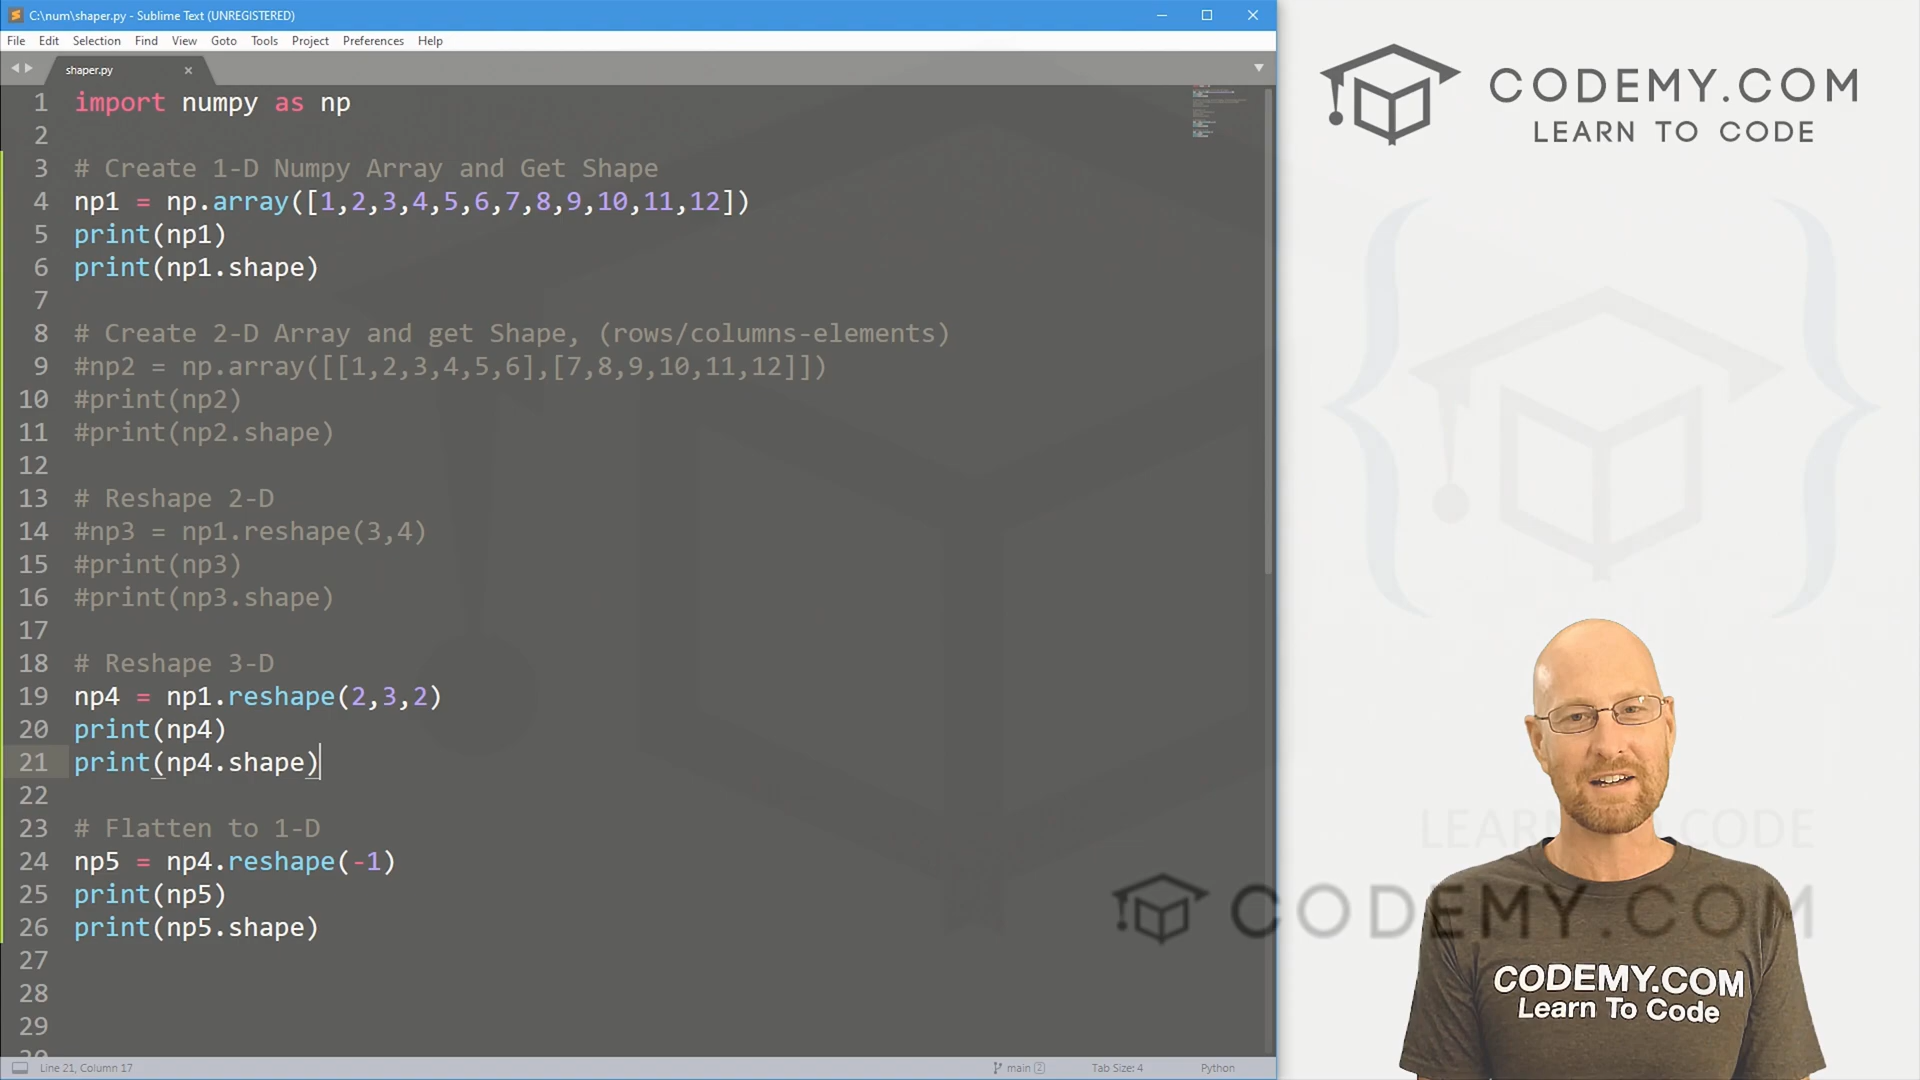 C:\num\shaper.py - Sublime Text (UNREGISTERED)
File Edit Selection Find View Goto Tools Project Preferences Help
shaper.py
1 import numpy as np
2
3 # Create 1-D Numpy Array and Get Shape
4 np1 = np.array([1,2,3,4,5,6,7,8,9,10,11,12])
5 print(np1)
6 print(np1.shape)
7
8 # Create 2-D Array and get Shape, (rows/columns-elements)
9 #np2 = np.array([[1,2,3,4,5,6],[7,8,9,10,11,12]])
10 #print(np2)
11 #print(np2.shape)
12
13 # Reshape 2-D
14 #np3 = np1.reshape(3,4)
15 #print(np3)
16 #print(np3.shape)
17
18 # Reshape 3-D
19 np4 = np1.reshape(2,3,2)
20 print(np4)
21 print(np4.shape)
22
23 # Flatten to 1-D
24 np5 = np4.reshape(-1)
25 print(np5)
26 print(np5.shape)
27
28
29
30
Line 21, Column 17
main 2
Tab Size: 4
Python
CODEMY.COM
LEARN TO CODE
LEARN TO CODE
CODEMY.COM
CODEMY.COM
Learn To Code